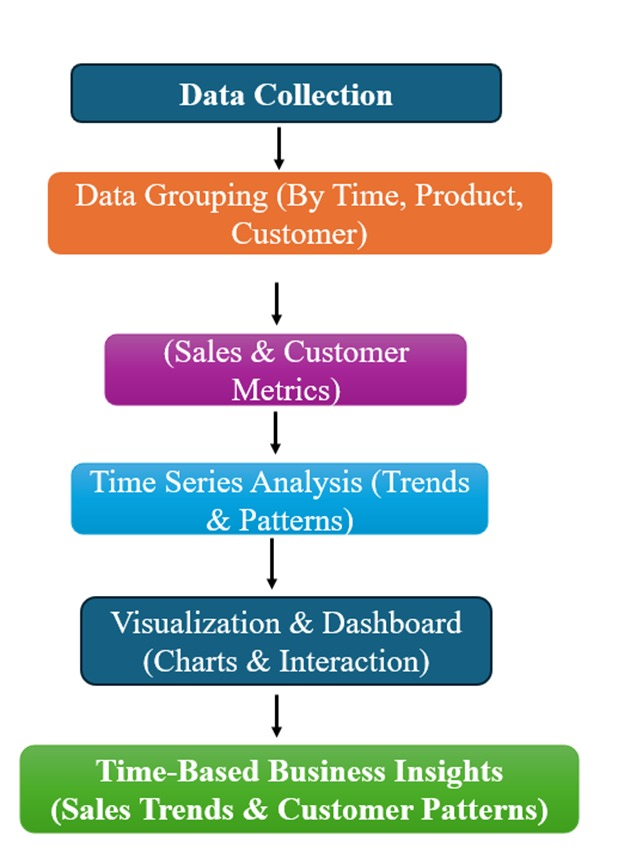 Data Collection
Data Grouping (By Time, Product,
Customer)
(Sales & Customer
Metrics)
Time Series Analysis (Trends
& Patterns)
Visualization & Dashboard
(Charts & Interaction)
Time-Based Business Insights
(Sales Trends & Customer Patterns)